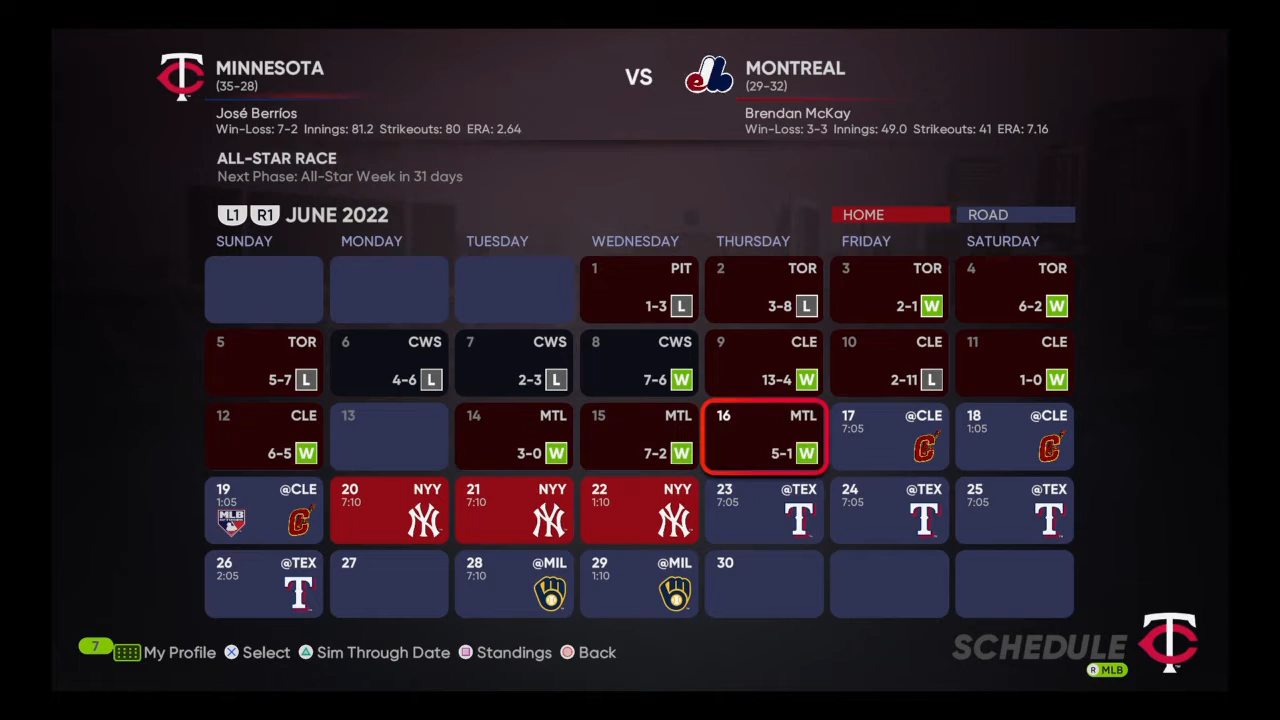 MINNESOTA
(35-28)
VS
MONTREAL
(29-32)
José Berríos
Win-Loss: 7-2 Innings: 81.2 Strikeouts: 80 ERA: 2.64
Brendan McKay
Win-Loss: 3-3 Innings: 49.0 Strikeouts: 41 ERA: 7.16
ALL-STAR RACE
Next Phase: All-Star Week in 31 days
L1 R1 JUNE 2022
HOME
ROAD
SUNDAY MONDAY TUESDAY WEDNESDAY THURSDAY FRIDAY SATURDAY
1 PIT
1-3 L
2 TOR
3-8 L
3 TOR
2-1 W
4 TOR
6-2 W
5 TOR
5-7 L
6 CWS
4-6 L
7 CWS
2-3 L
8 CWS
7-6 W
9 CLE
13-4 W
10 CLE
2-11 L
11 CLE
1-0 W
12 CLE
6-5 W
13
14 MTL
3-0 W
15 MTL
7-2 W
16 MTL
5-1 W
17 @CLE
7:05
18 @CLE
1:05
19 @CLE
1:05
MLB
20 NYY
7:10
21 NYY
7:10
22 NYY
1:10
23 @TEX
7:05
24 @TEX
7:05
25 @TEX
7:05
26 @TEX
2:05
27
28 @MIL
7:10
29 @MIL
1:10
30
7 My Profile Select Sim Through Date Standings Back
SCHEDULE
R MLB